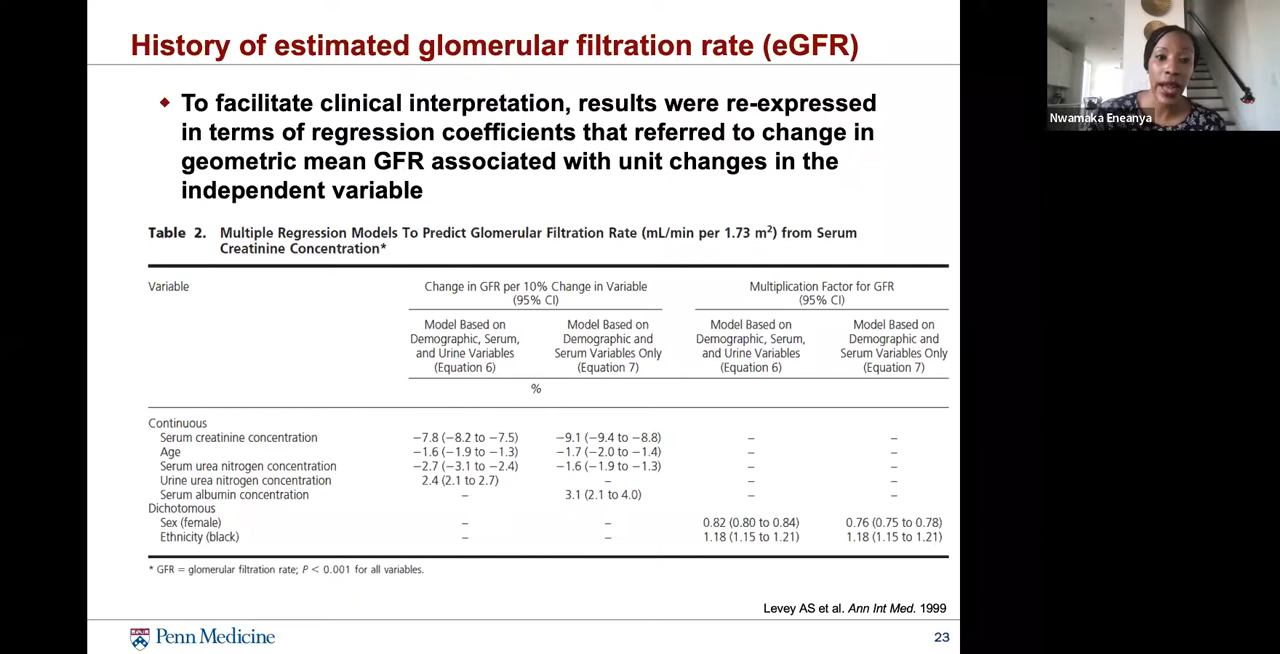 History of estimated glomerular filtration rate (eGFR)
Nwamaka Eneanya
To facilitate clinical interpretation, results were re-expressed
in terms of regression coefficients that referred to change in
geometric mean GFR associated with unit changes in the
independent variable
Table 2. Multiple Regression Models To Predict Glomerular Filtration Rate (mL/min per 1.73 m²) from Serum
Creatinine Concentration*
Variable Change in GFR per 10% Change in Variable Multiplication Factor for GFR
(95% CI) (95% CI)
Model Based on Model Based on Model Based on Model Based on
Demographic, Serum, Demographic and Demographic, Serum, Demographic and
and Urine Variables Serum Variables Only and Urine Variables Serum Variables Only
(Equation 6) (Equation 7) (Equation 6) (Equation 7)
%
Continuous
Serum creatinine concentration −7.8 (−8.2 to −7.5) −9.1 (−9.4 to −8.8) – –
Age −1.6 (−1.9 to −1.3) −1.7 (−2.0 to −1.4) – –
Serum urea nitrogen concentration −2.7 (−3.1 to −2.4) −1.6 (−1.9 to −1.3) – –
Urine urea nitrogen concentration 2.4 (2.1 to 2.7) – – –
Serum albumin concentration – 3.1 (2.1 to 4.0) – –
Dichotomous
Sex (female) – – 0.82 (0.80 to 0.84) 0.76 (0.75 to 0.78)
Ethnicity (black) – – 1.18 (1.15 to 1.21) 1.18 (1.15 to 1.21)
* GFR = glomerular filtration rate; P < 0.001 for all variables.
Levey AS et al. Ann Int Med. 1999
Penn Medicine
23